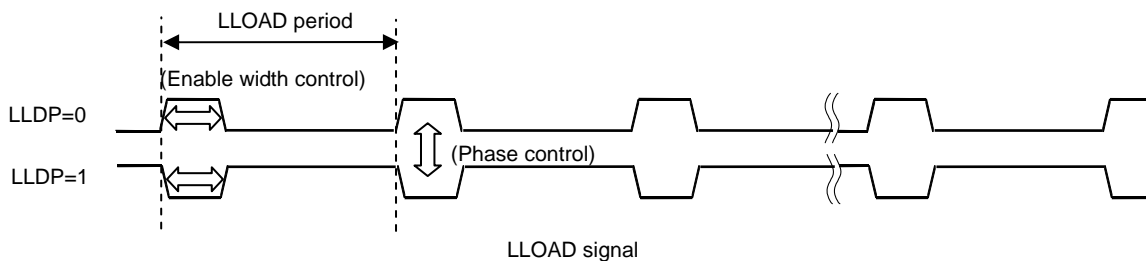 LLOAD period
(Enable width control)
LLDP=0
(Phase control)
LLDP=1
LLOAD signal